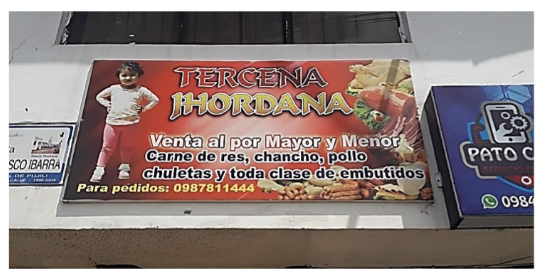 TERCENA
JHORDANA
Venta al por Mayor y Menor
Carne de res, chancho, pollo
chuletas y toda clase de embutidos
Para pedidos: 0987811444
SCO IBARRA
PATO C
0984